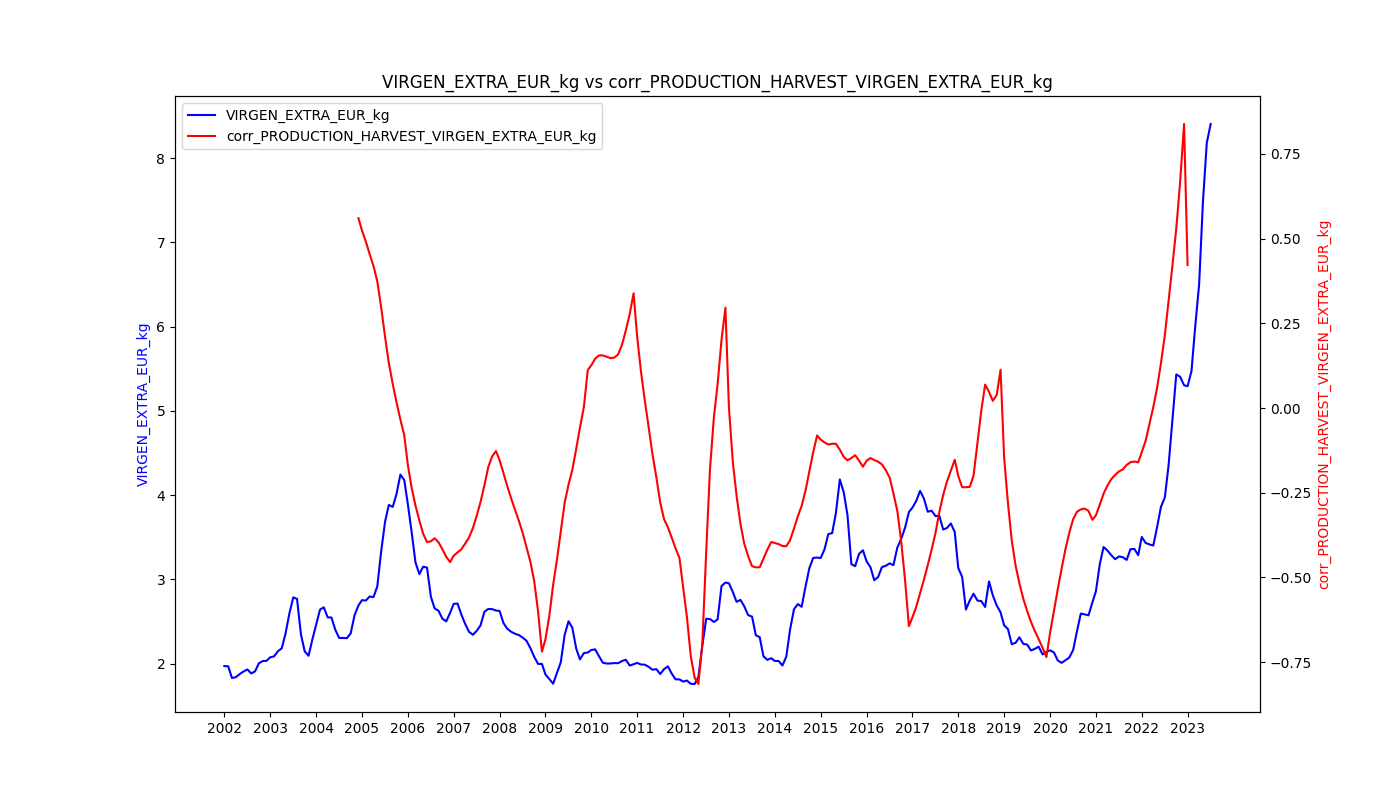 VIRGEN_EXTRA_EUR_kg vs corr_PRODUCTION_HARVEST_VIRGEN_EXTRA_EUR_kg
VIRGEN_EXTRA_EUR_kg
corr_PRODUCTION_HARVEST_VIRGEN_EXTRA_EUR_kg
VIRGEN_EXTRA_EUR_kg
8
7
6
5
4
3
2
0.75
0.50
0.25
0.00
−0.25
−0.50
−0.75
corr_PRODUCTION_HARVEST_VIRGEN_EXTRA_EUR_kg
2002 2003 2004 2005 2006 2007 2008 2009 2010 2011 2012 2013 2014 2015 2016 2017 2018 2019 2020 2021 2022 2023